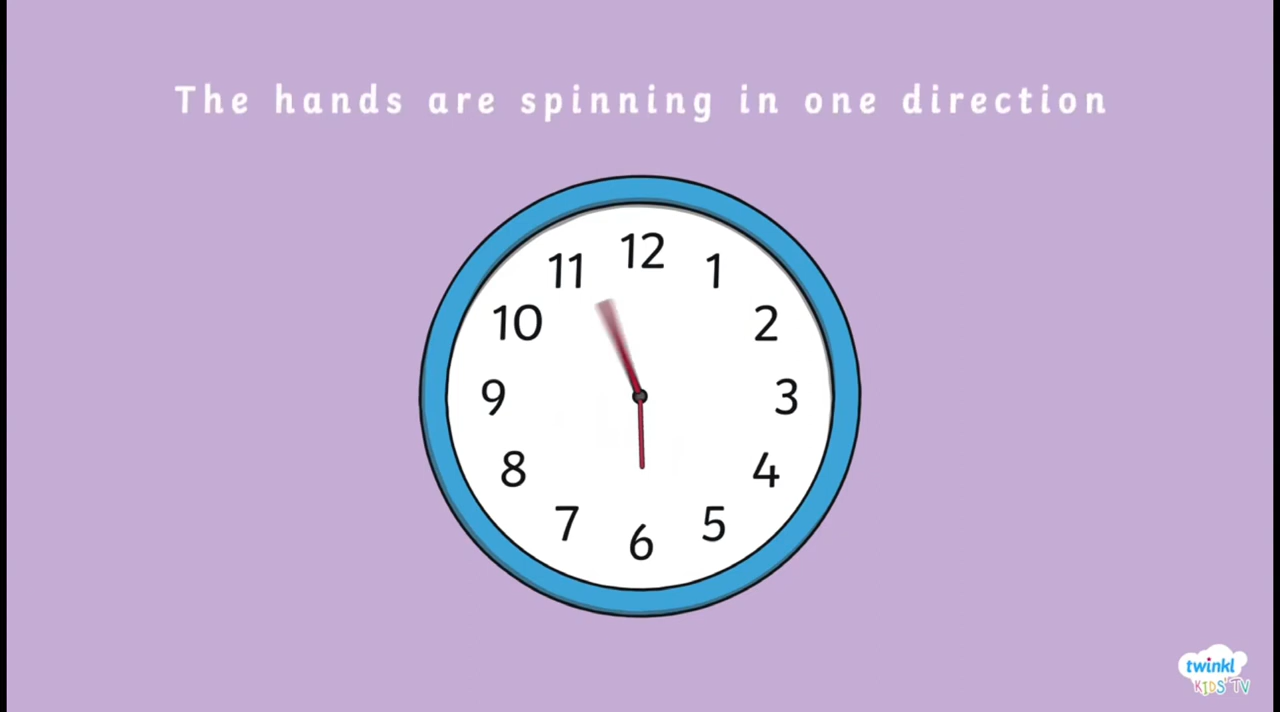 The hands are spinning in one direction
12
11 1
10 2
9 3
8 4
7 5
6
twinkl
KIDS' TV